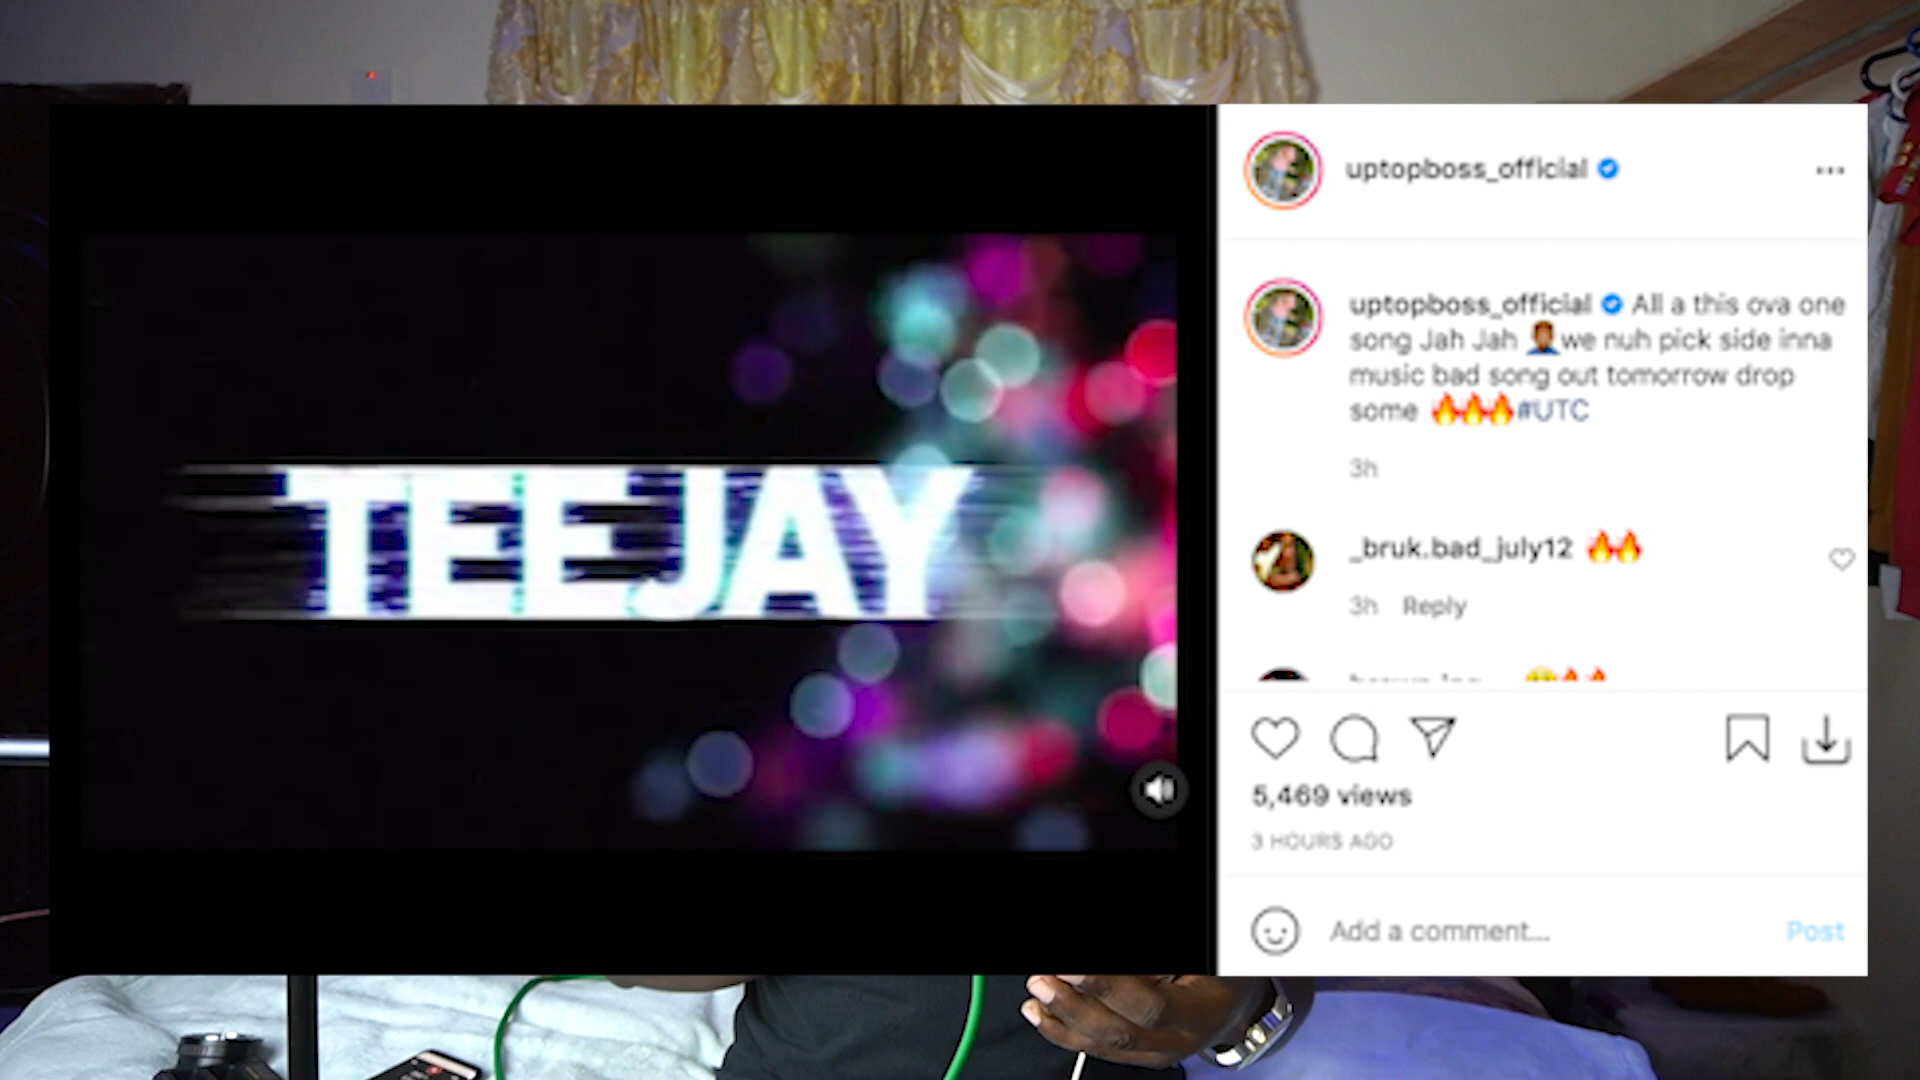 TEEJAY
uptopboss_official
uptopboss_official All a this ova one
song Jah Jah 🤦🏾‍♂️we nuh pick side inna
music bad song out tomorrow drop
some 🔥🔥🔥#UTC
3h
_bruk.bad_july12 🔥🔥
3h Reply
5,469 views
3 HOURS AGO
Add a comment...
Post